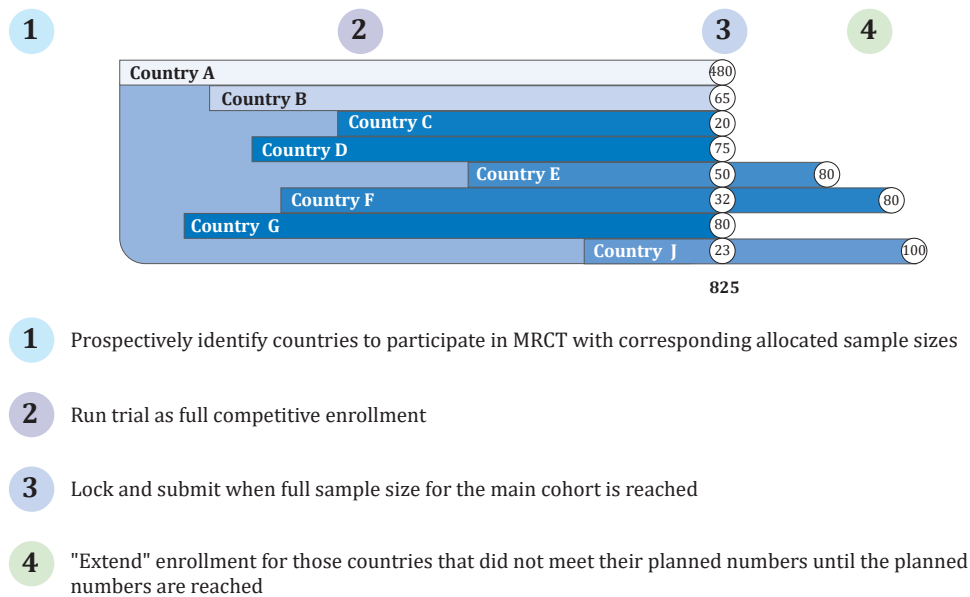 1 2 3 4
Country A 480
Country B 65
Country C 20
Country D 75
Country E 50 80
Country F 32 80
Country G 80
Country J 23 100
825
1 Prospectively identify countries to participate in MRCT with corresponding allocated sample sizes
2 Run trial as full competitive enrollment
3 Lock and submit when full sample size for the main cohort is reached
4 "Extend" enrollment for those countries that did not meet their planned numbers until the planned
numbers are reached